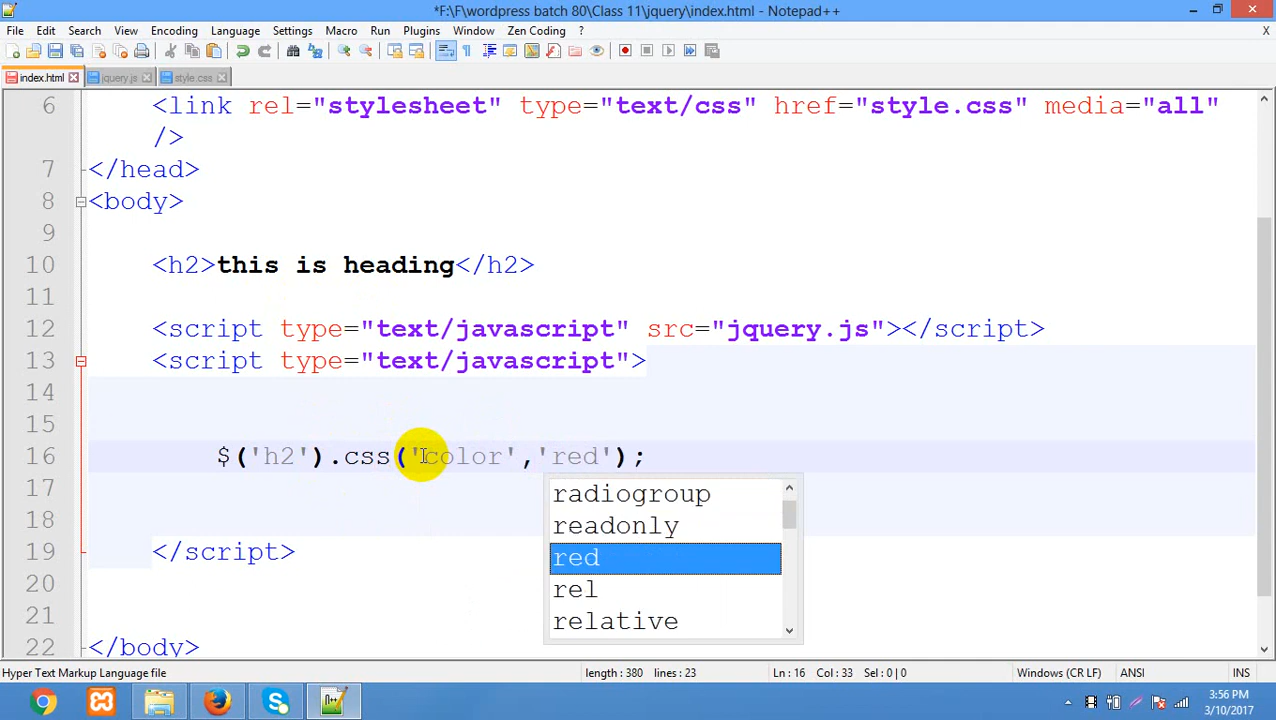 *F:\F\wordpress batch 80\Class 11\jquery\index.html - Notepad++
File Edit Search View Encoding Language Settings Macro Run Plugins Window Zen Coding ? X
index.html jquery.js style.css
6 <link rel="stylesheet" type="text/css" href="style.css" media="all"
/>
7 </head>
8 <body>
9
10 <h2>this is heading</h2>
11
12 <script type="text/javascript" src="jquery.js"></script>
13 <script type="text/javascript">
14
15
16 $('h2').css('color','red');
17
18
19 </script>
20
21
22 </body>
radiogroup
readonly
red
rel
relative
Hyper Text Markup Language file length : 380 lines : 23 Ln : 16 Col : 33 Sel : 0 | 0 Windows (CR LF) ANSI INS
3:56 PM
3/10/2017